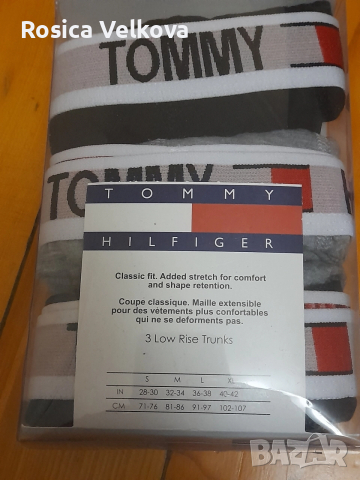 Rosica Velkova
TOMMY
TOMMY
TOMMY
HILFIGER
Classic fit. Added stretch for comfort
and shape retention.
Coupe classique. Maille extensible
pour des vêtements plus confortables
qui ne se deforments pas.
3 Low Rise Trunks
S M L XL
IN 28-30 32-34 36-38 40-42
CM 71-76 81-86 91-97 102-107
BAZAR